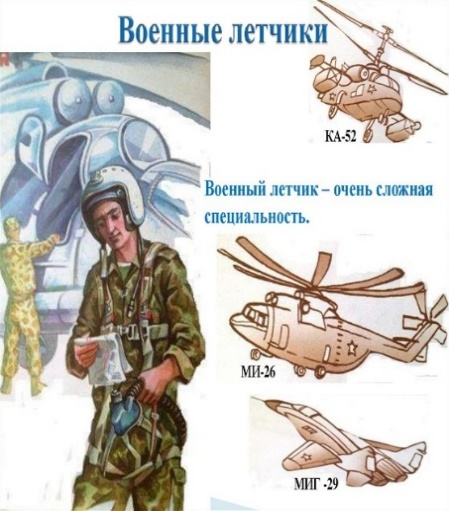 Военные летчики
КА-52
Военный летчик – очень сложная
специальность.
МИ-26
МИГ -29